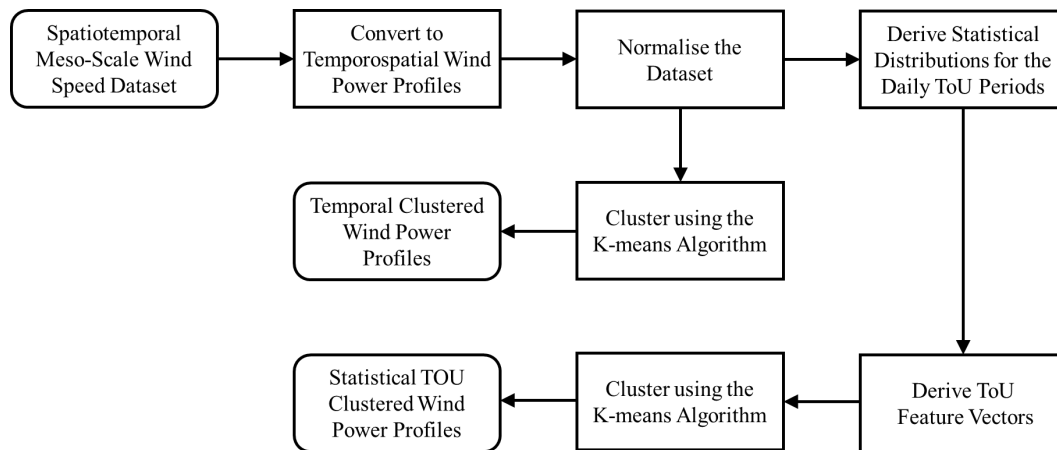 Spatiotemporal
Meso-Scale Wind
Speed Dataset
Convert to
Temporospatial Wind
Power Profiles
Normalise the
Dataset
Derive Statistical
Distributions for the
Daily ToU Periods
Temporal Clustered
Wind Power
Profiles
Cluster using the
K-means Algorithm
Statistical TOU
Clustered Wind
Power Profiles
Cluster using the
K-means Algorithm
Derive ToU
Feature Vectors